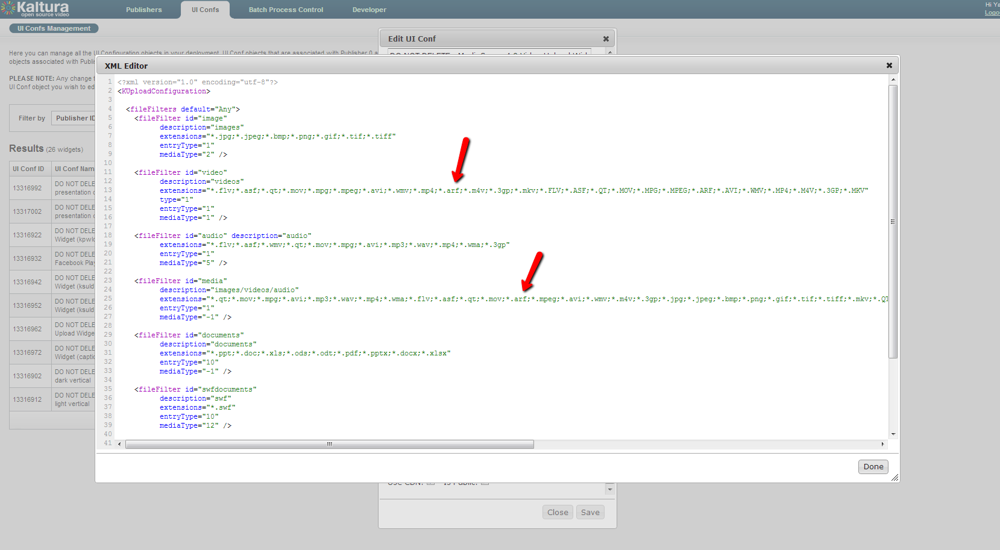 Kaltura
open source video
Publishers
UI Confs
Batch Process Control
Developer
Hi Ya
Logo
UI Confs Management
Edit UI Conf
Here you can manage all the UI Configuration objects in your deployment. UI Conf objects that are associated with Publisher 0 a
objects associated with Publis
PLEASE NOTE: Any change
UI Conf object you wish to ed
Filter by
Publisher ID
Results (26 widgets)
UI Conf ID
UI Conf Nam
13316992
DO NOT DELE
presentation
13317002
DO NOT DELE
presentation
13316922
DO NOT DELE
Widget (kpwlc
13316932
DO NOT DELE
Facebook Play
13316942
DO NOT DELE
Widget (ksuld
13316952
DO NOT DELE
Widget (ksuld
13316962
DO NOT DELE
Upload Widge
13316972
DO NOT DELE
Widget (captic
13316902
DO NOT DELE
dark vertical
13316912
DO NOT DELE
light vertical
XML Editor
1 <?xml version="1.0" encoding="utf-8"?>
2 <KUploadConfiguration>
3
4 <fileFilters default="Any">
5 <fileFilter id="image"
6 description="images"
7 extensions="*.jpg;*.jpeg;*.bmp;*.png;*.gif;*.tif;*.tiff"
8 entryType="1"
9 mediaType="2" />
10
11 <fileFilter id="video"
12 description="videos"
13 extensions="*.flv;*.asf;*.qt;*.mov;*.mpg;*.mpeg;*.avi;*.wmv;*.mp4;*.arf;*.m4v;*.3gp;*.mkv;*.FLV;*.ASF;*.QT;*.MOV;*.MPG;*.MPEG;*.ARF;*.AVI;*.WMV;*.MP4;*.M4V;*.3GP;*.MKV"
14 type="1"
15 entryType="1"
16 mediaType="1" />
17
18 <fileFilter id="audio" description="audio"
19 extensions="*.flv;*.asf;*.wmv;*.qt;*.mov;*.mpg;*.avi;*.mp3;*.wav;*.mp4;*.wma;*.3gp"
20 entryType="1"
21 mediaType="5" />
22
23 <fileFilter id="media"
24 description="images/videos/audio"
25 extensions="*.qt;*.mov;*.mpg;*.avi;*.mp3;*.wav;*.mp4;*.wma;*.flv;*.asf;*.qt;*.mov;*.arf;*.mpeg;*.avi;*.wmv;*.m4v;*.3gp;*.jpg;*.jpeg;*.bmp;*.png;*.gif;*.tif;*.tiff;*.mkv;*.QT
26 entryType="1"
27 mediaType="-1" />
28
29 <fileFilter id="documents"
30 description="documents"
31 extensions="*.ppt;*.doc;*.xls;*.ods;*.odt;*.pdf;*.pptx;*.docx;*.xlsx"
32 entryType="10"
33 mediaType="-1" />
34
35 <fileFilter id="swfdocuments"
36 description="swf"
37 extensions="*.swf"
38 entryType="10"
39 mediaType="12" />
40
41
Done
Close
Save